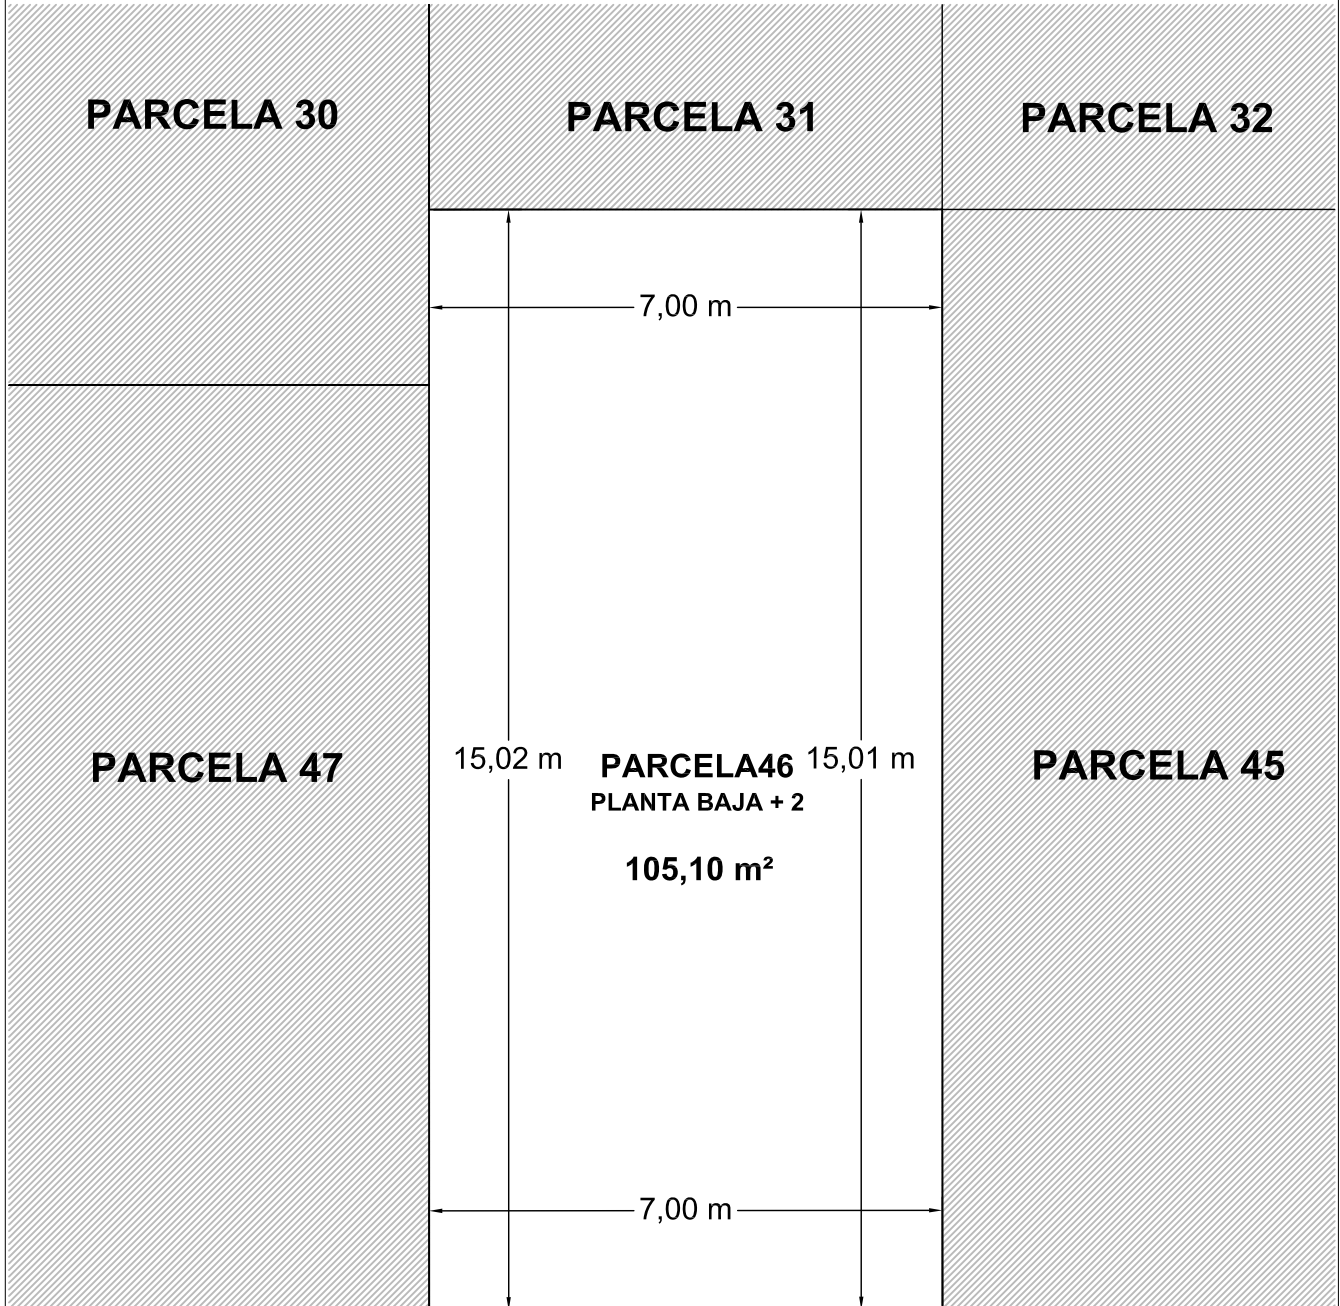 PARCELA 30
PARCELA 31
PARCELA 32
7,00 m
PARCELA 47
15,02 m
PARCELA46
PLANTA BAJA + 2
105,10 m²
15,01 m
PARCELA 45
7,00 m